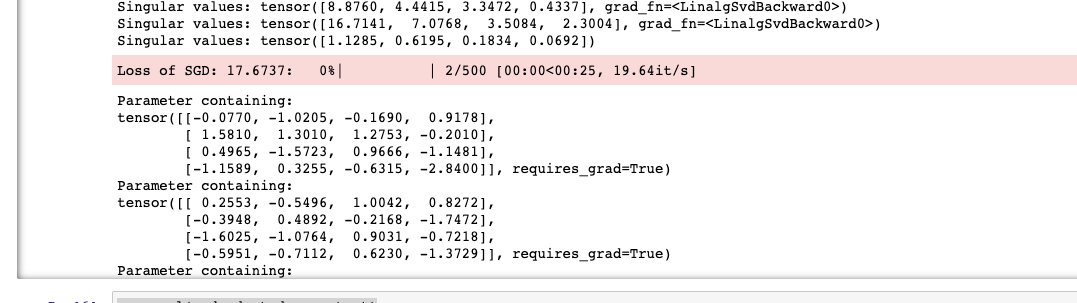 Singular values: tensor([8.8760, 4.4415, 3.3472, 0.4337], grad_fn=<LinalgSvdBackward0>)
Singular values: tensor([16.7141,  7.0768,  3.5084,  2.3004], grad_fn=<LinalgSvdBackward0>)
Singular values: tensor([1.1285, 0.6195, 0.1834, 0.0692])
Loss of SGD: 17.6737:   0%|          | 2/500 [00:00<00:25, 19.64it/s]
Parameter containing:
tensor([[-0.0770, -1.0205, -0.1690,  0.9178],
        [ 1.5810,  1.3010,  1.2753, -0.2010],
        [ 0.4965, -1.5723,  0.9666, -1.1481],
        [-1.1589,  0.3255, -0.6315, -2.8400]], requires_grad=True)
Parameter containing:
tensor([[ 0.2553, -0.5496,  1.0042,  0.8272],
        [-0.3948,  0.4892, -0.2168, -1.7472],
        [-1.6025, -1.0764,  0.9031, -0.7218],
        [-0.5951, -0.7112,  0.6230, -1.3729]], requires_grad=True)
Parameter containing: